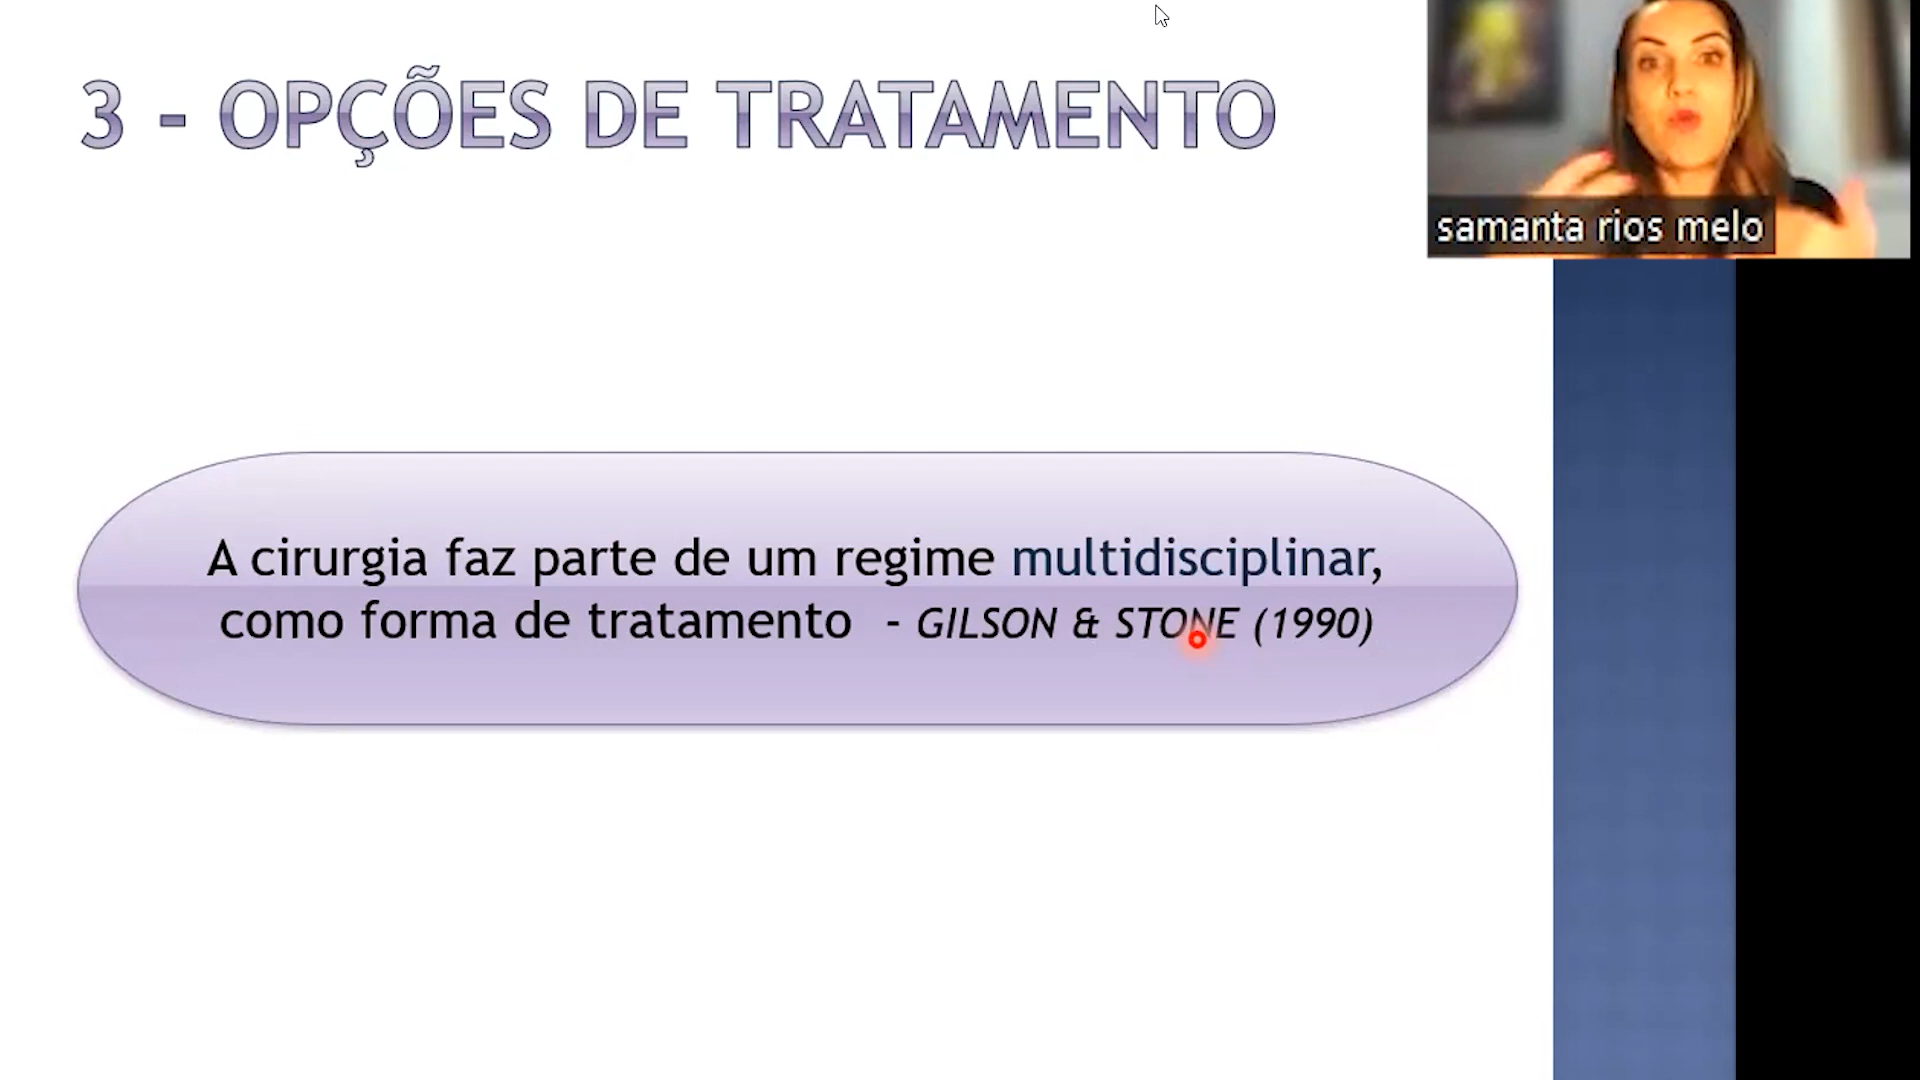 3 - OPÇÕES DE TRATAMENTO
samanta rios melo
A cirurgia faz parte de um regime multidisciplinar,
como forma de tratamento - GILSON & STONE (1990)